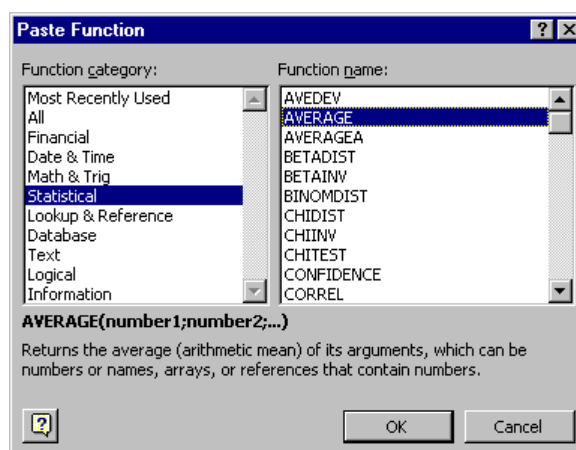 Paste Function
Function category:
Most Recently Used
All
Financial
Date & Time
Math & Trig
Statistical
Lookup & Reference
Database
Text
Logical
Information
Function name:
AVEDEV
AVERAGE
AVERAGEA
BETADIST
BETAINV
BINOMDIST
CHIDIST
CHIINV
CHITEST
CONFIDENCE
CORREL
AVERAGE(number1;number2;...)
Returns the average (arithmetic mean) of its arguments, which can be
numbers or names, arrays, or references that contain numbers.
OK
Cancel